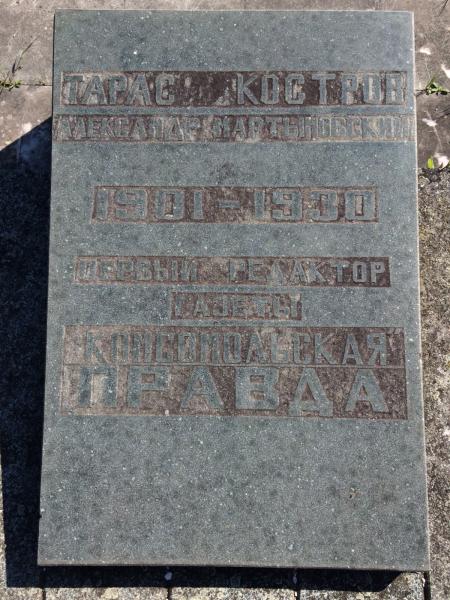 ТАРАС КОСТРОВ
АЛЕКСАНДР МАРТЫНОВСКИЙ
1901-1930
ПЕРВЫЙ РЕДАКТОР
ГАЗЕТЫ
КОМСОМОЛЬСКАЯ
ПРАВДА